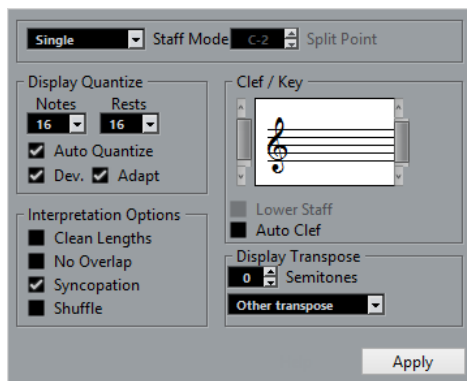 Single Staff Mode C-2 Split Point
Display Quantize
Notes Rests
16 16
Auto Quantize
Dev. Adapt
Interpretation Options
Clean Lengths
No Overlap
Syncopation
Shuffle
Clef / Key
Lower Staff
Auto Clef
Display Transpose
0 Semitones
Other transpose
Apply